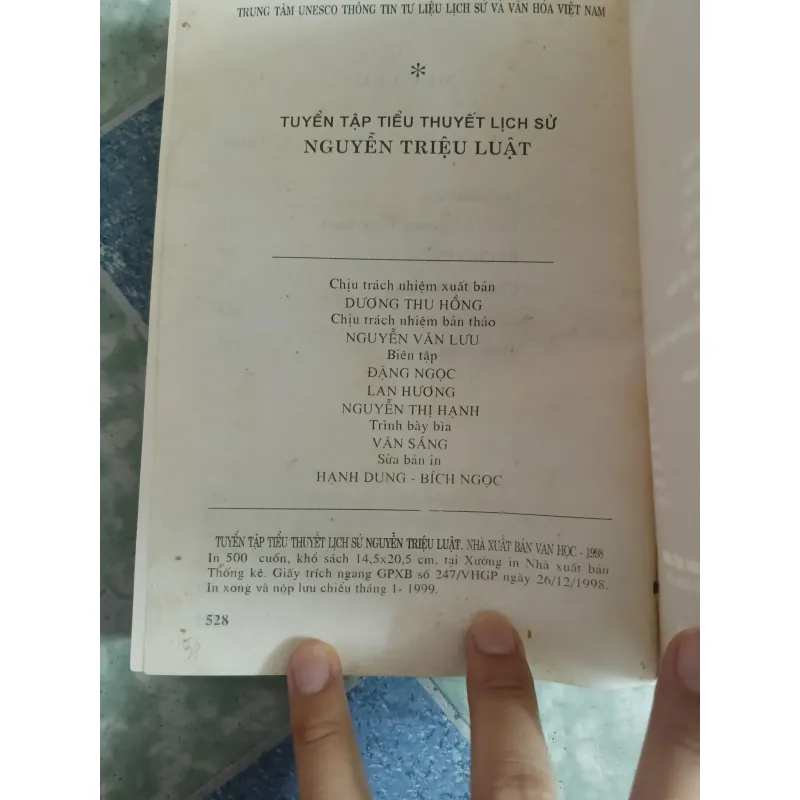 TRUNG TÂM UNESCO THÔNG TIN TƯ LIỆU LỊCH SỬ VÀ VĂN HÓA VIỆT NAM
*
TUYỂN TẬP TIỂU THUYẾT LỊCH SỬ
NGUYỄN TRIỆU LUẬT
Chịu trách nhiệm xuất bản
DƯƠNG THU HỒNG
Chịu trách nhiệm bản thảo
NGUYỄN VĂN LƯU
Biên tập
ĐẶNG NGỌC
LAN HƯƠNG
NGUYỄN THỊ HẠNH
Trình bày bìa
VĂN SÁNG
Sửa bản in
HẠNH DUNG - BÍCH NGỌC
TUYỂN TẬP TIỂU THUYẾT LỊCH SỬ NGUYỄN TRIỆU LUẬT. NHÀ XUẤT BẢN VĂN HỌC - 1998
In 500 cuốn, khổ sách 14,5x20,5 cm, tại Xưởng in Nhà xuất bản
Thống kê. Giấy trích ngang GPXB số 247/VHGP ngày 26/12/1998.
In xong và nộp lưu chiểu tháng 1- 1999.
528